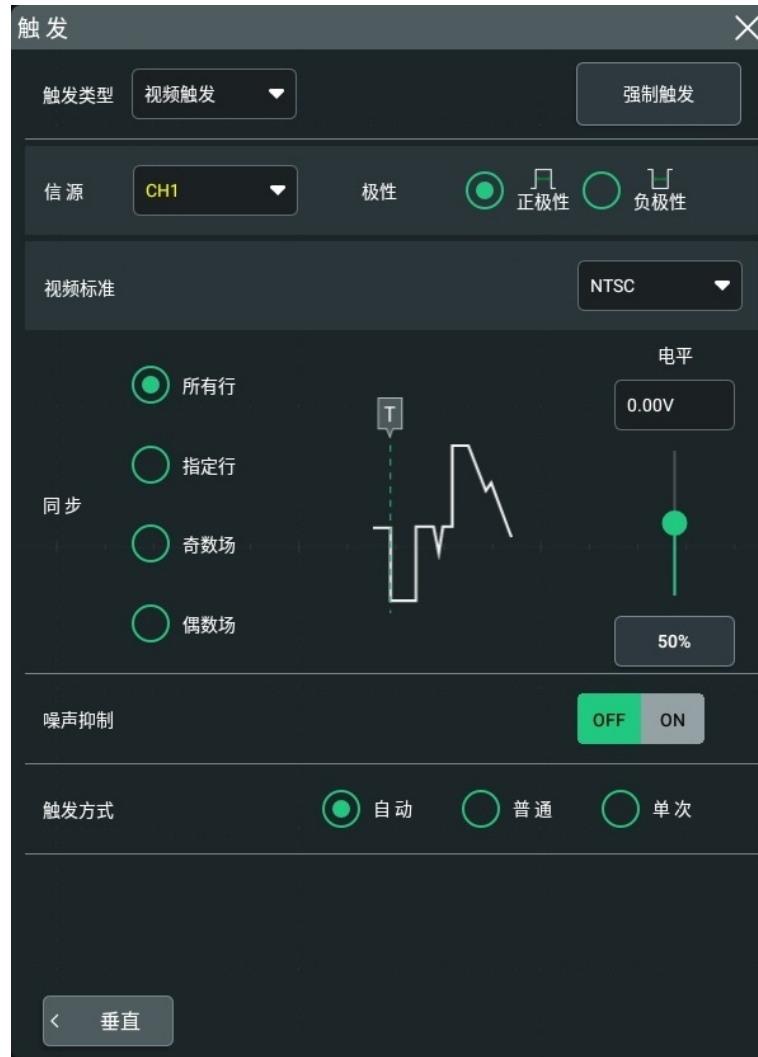 触发
触发类型 视频触发 强制触发
信源 CH1 极性 正极性 负极性
视频标准 NTSC
电平
所有行 0.00V
T
指定行
同步
奇数场
偶数场 50%
噪声抑制 OFF ON
触发方式 自动 普通 单次
< 垂直